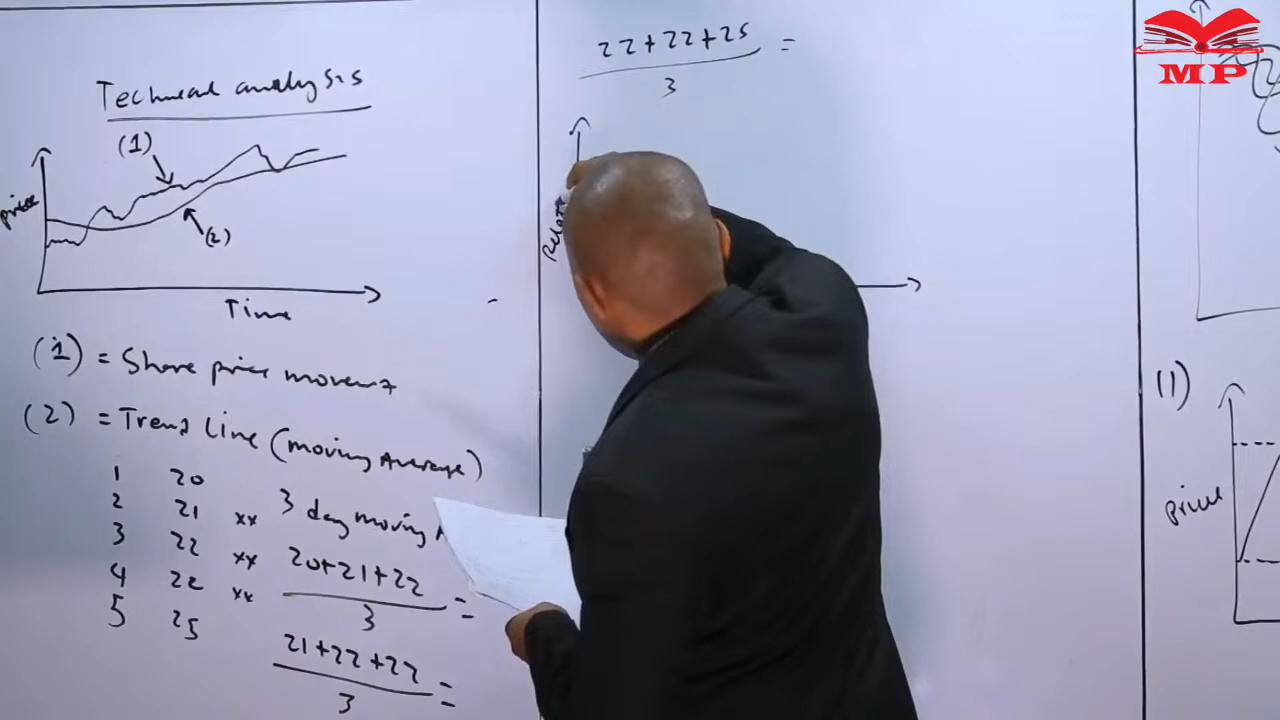 Technical analysis
(1)
price
(2)
Time
(1) = Share price movent
(2) = Trend Line (moving Average)
1 20
2 21 xx 3 day moving
3 22 xx 20+21+22
4 22 xx 3 =
5 25
21+22+22
3 =
22+22+25 =
3
Relat
MP
(1)
price